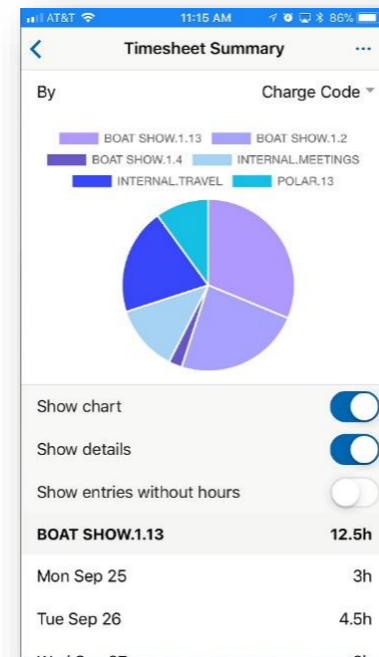 AT&T 11:15 AM 86%
Timesheet Summary ...
By Charge Code
BOAT SHOW.1.13 BOAT SHOW.1.2
BOAT SHOW.1.4 INTERNAL.MEETINGS
INTERNAL.TRAVEL POLAR.13
Show chart
Show details
Show entries without hours
BOAT SHOW.1.13 12.5h
Mon Sep 25 3h
Tue Sep 26 4.5h